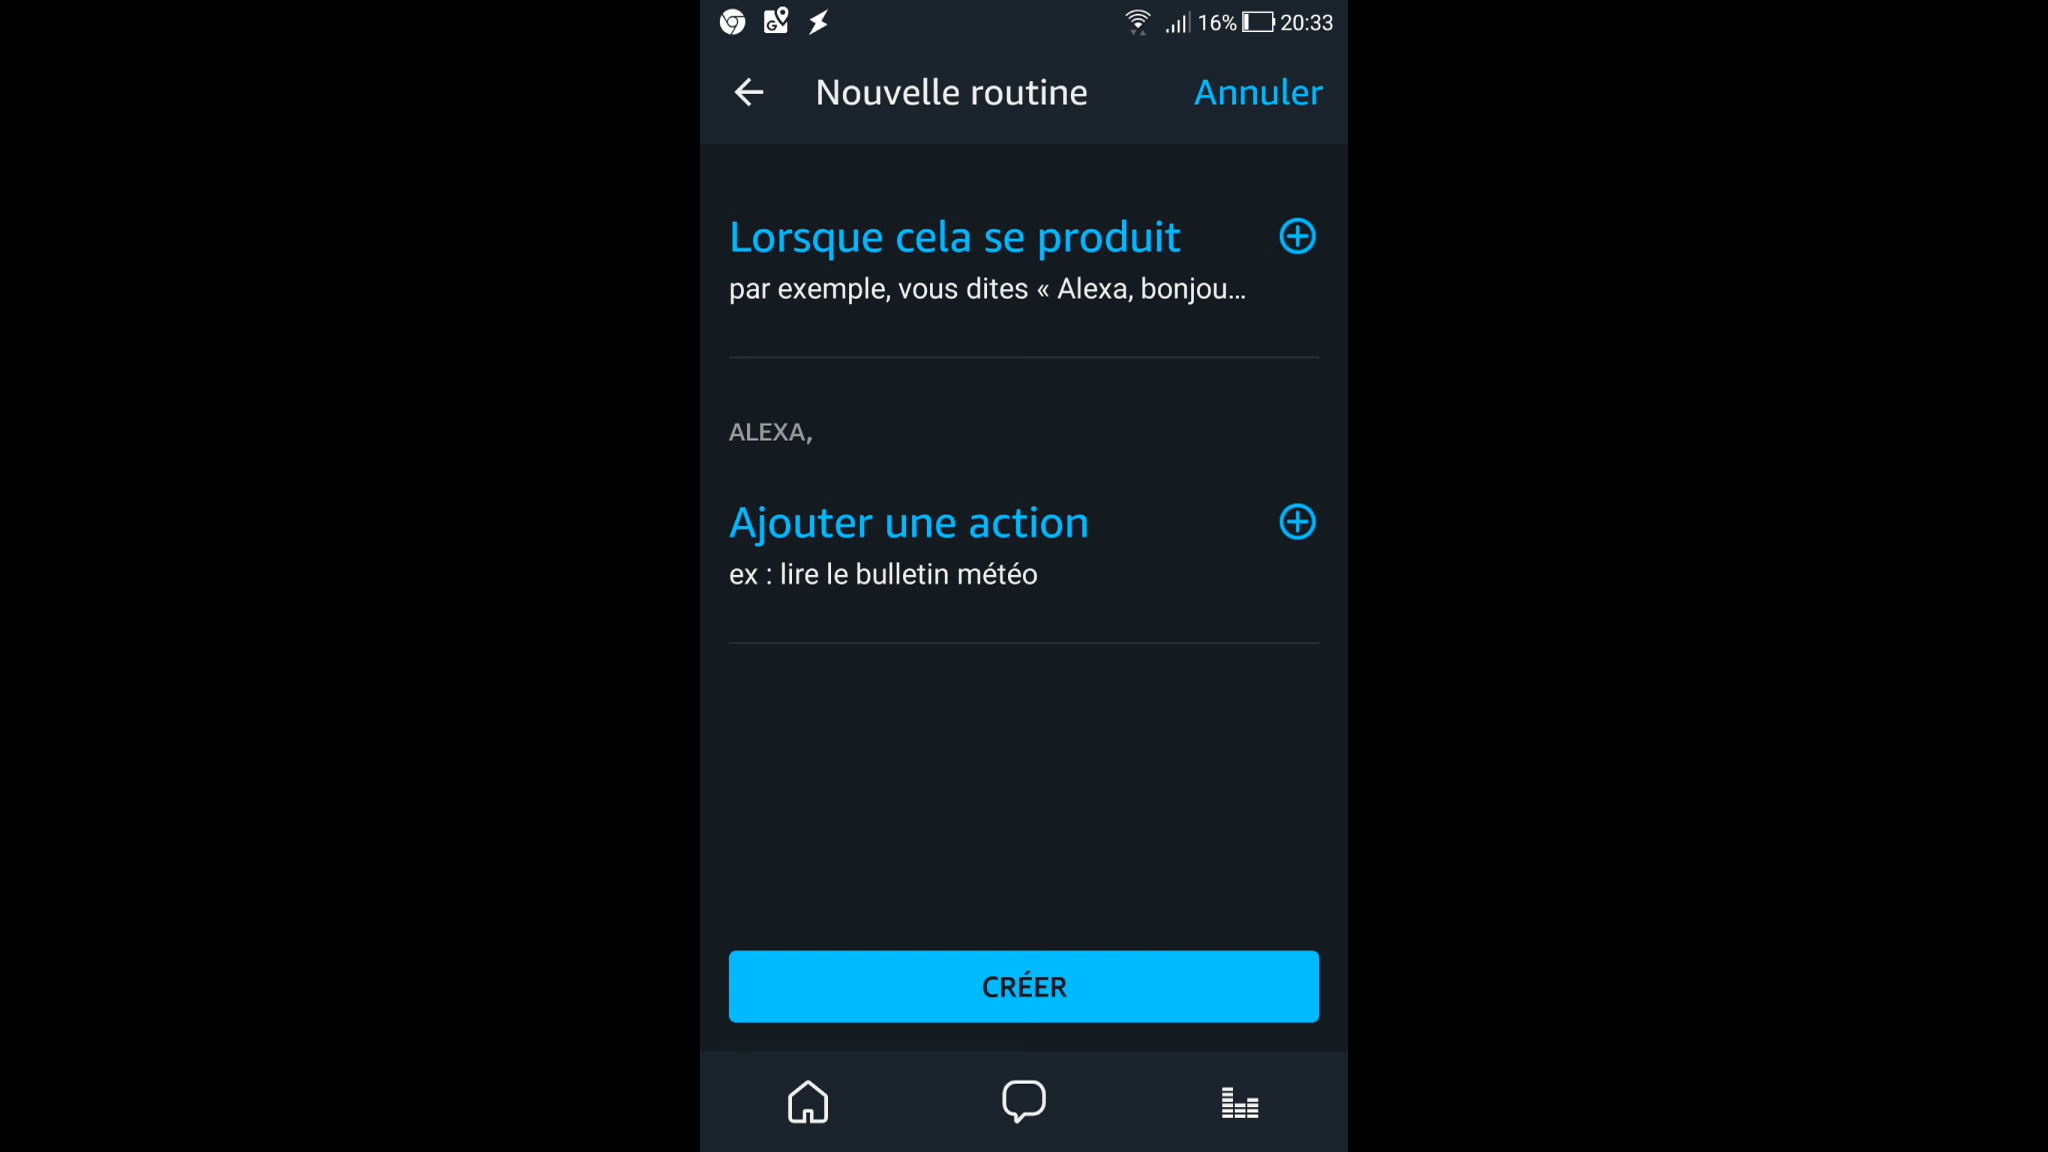 16% 20:33
Nouvelle routine Annuler
Lorsque cela se produit
par exemple, vous dites « Alexa, bonjou...
ALEXA,
Ajouter une action
ex : lire le bulletin météo
CRÉER